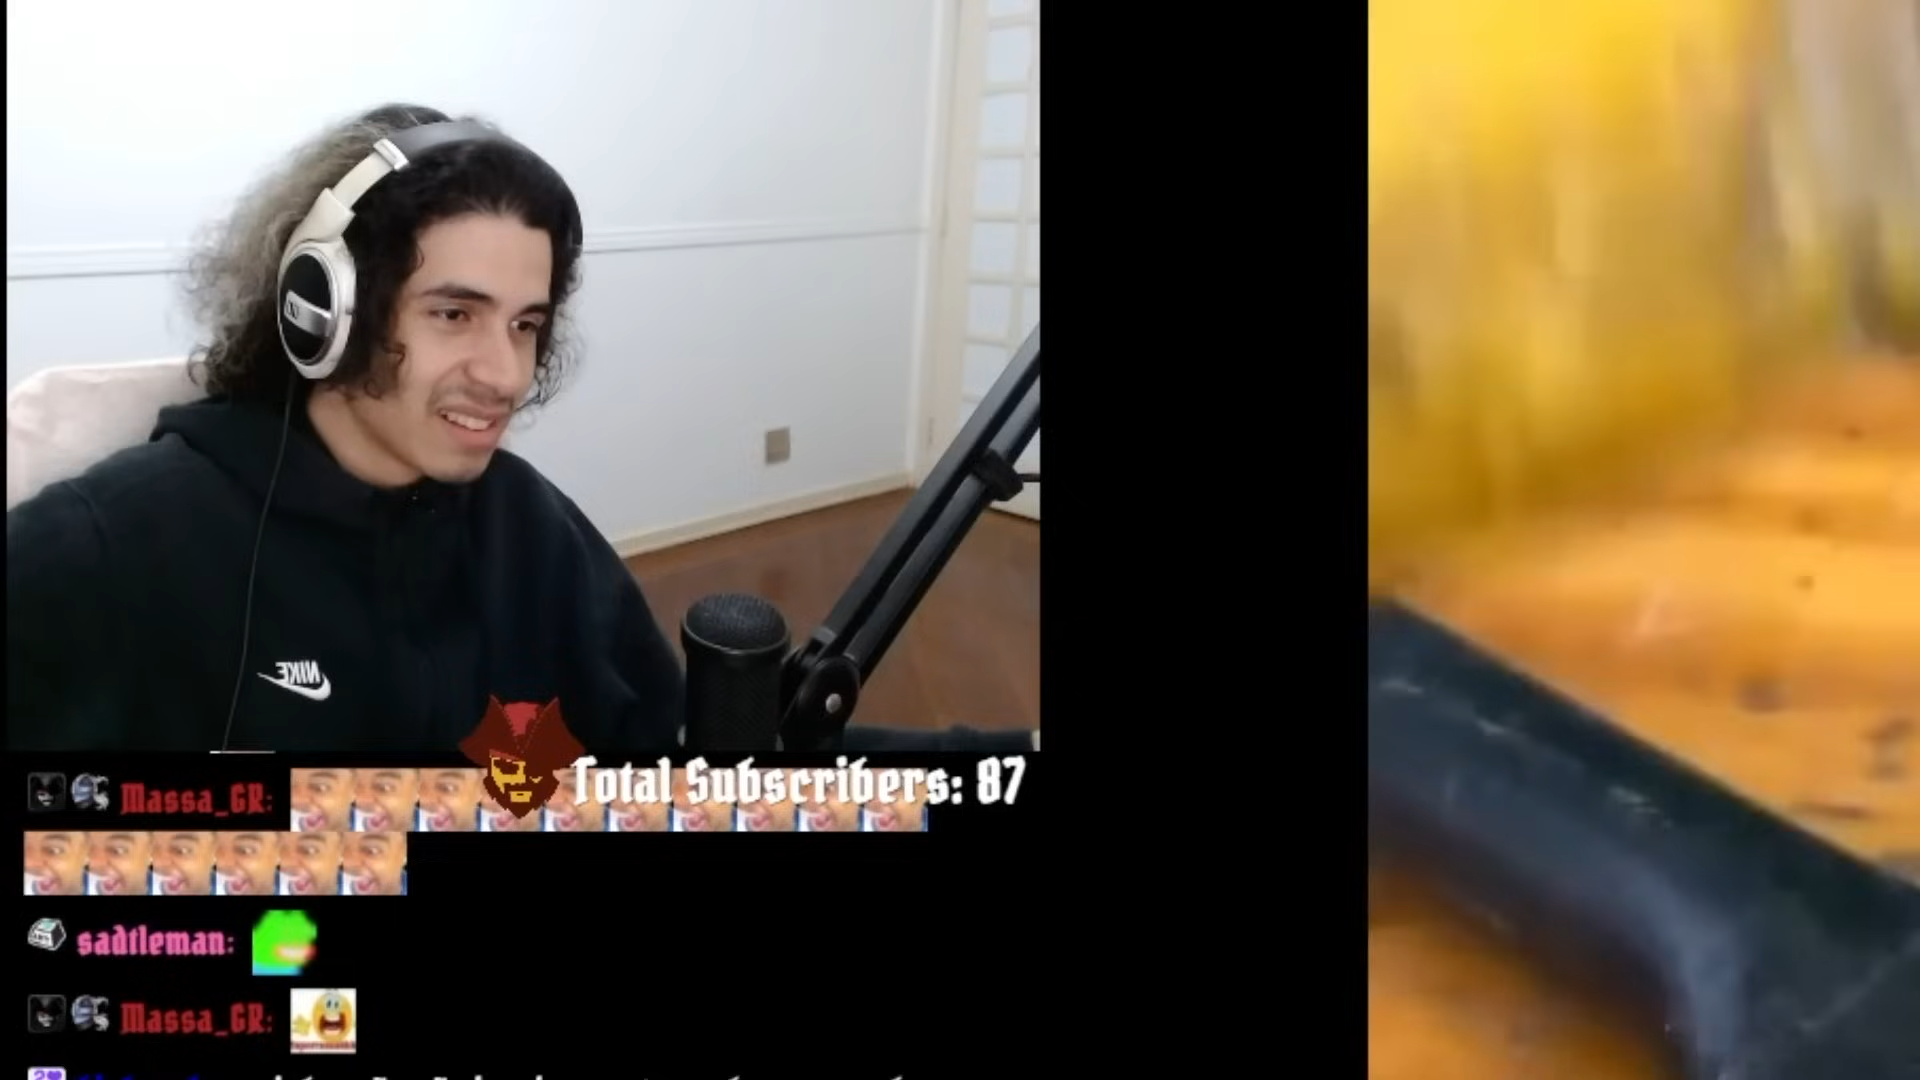 NIKE
Total Subscribers: 87
Massa_GR:
sadtleman:
Massa_GR: